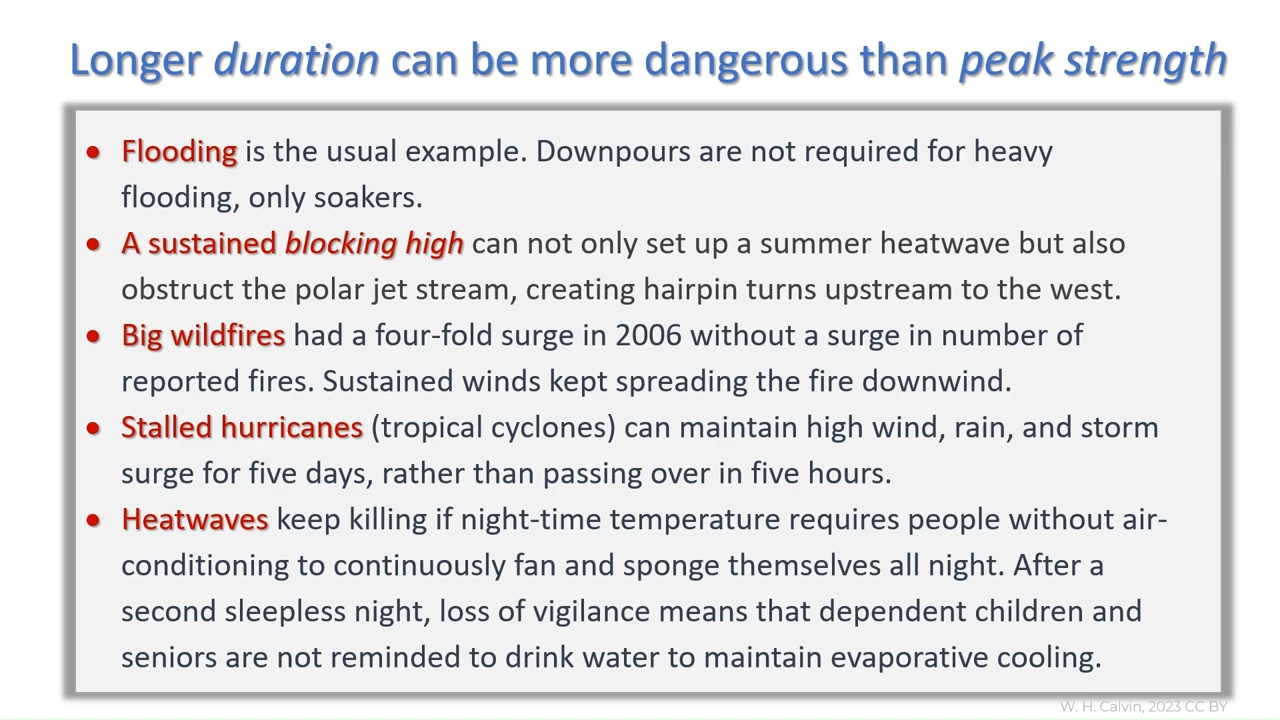 Longer duration can be more dangerous than peak strength
• Flooding is the usual example. Downpours are not required for heavy
flooding, only soakers.
• A sustained blocking high can not only set up a summer heatwave but also
obstruct the polar jet stream, creating hairpin turns upstream to the west.
• Big wildfires had a four-fold surge in 2006 without a surge in number of
reported fires. Sustained winds kept spreading the fire downwind.
• Stalled hurricanes (tropical cyclones) can maintain high wind, rain, and storm
surge for five days, rather than passing over in five hours.
• Heatwaves keep killing if night-time temperature requires people without air-
conditioning to continuously fan and sponge themselves all night. After a
second sleepless night, loss of vigilance means that dependent children and
seniors are not reminded to drink water to maintain evaporative cooling.
W. H. Calvin, 2023 CC BY